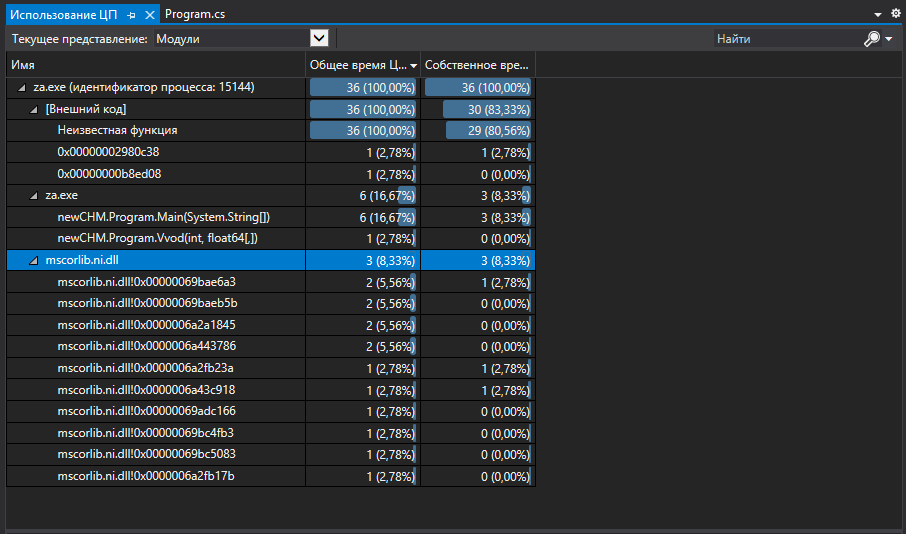 Использование ЦП Program.cs
Текущее представление: Модули Найти
Имя Общее время Ц... Собственное вре...
za.exe (идентификатор процесса: 15144) 36 (100,00%) 36 (100,00%)
[Внешний код] 36 (100,00%) 30 (83,33%)
Неизвестная функция 36 (100,00%) 29 (80,56%)
0x00000002980c38 1 (2,78%) 1 (2,78%)
0x00000000b8ed08 1 (2,78%) 0 (0,00%)
za.exe 6 (16,67%) 3 (8,33%)
newCHM.Program.Main(System.String[]) 6 (16,67%) 3 (8,33%)
newCHM.Program.Vvod(int, float64[,]) 1 (2,78%) 0 (0,00%)
mscorlib.ni.dll 3 (8,33%) 3 (8,33%)
mscorlib.ni.dll!0x00000069bae6a3 2 (5,56%) 1 (2,78%)
mscorlib.ni.dll!0x00000069baeb5b 2 (5,56%) 0 (0,00%)
mscorlib.ni.dll!0x0000006a2a1845 2 (5,56%) 0 (0,00%)
mscorlib.ni.dll!0x0000006a443786 2 (5,56%) 0 (0,00%)
mscorlib.ni.dll!0x0000006a2fb23a 1 (2,78%) 1 (2,78%)
mscorlib.ni.dll!0x0000006a43c918 1 (2,78%) 1 (2,78%)
mscorlib.ni.dll!0x00000069adc166 1 (2,78%) 0 (0,00%)
mscorlib.ni.dll!0x00000069bc4fb3 1 (2,78%) 0 (0,00%)
mscorlib.ni.dll!0x00000069bc5083 1 (2,78%) 0 (0,00%)
mscorlib.ni.dll!0x0000006a2fb17b 1 (2,78%) 0 (0,00%)